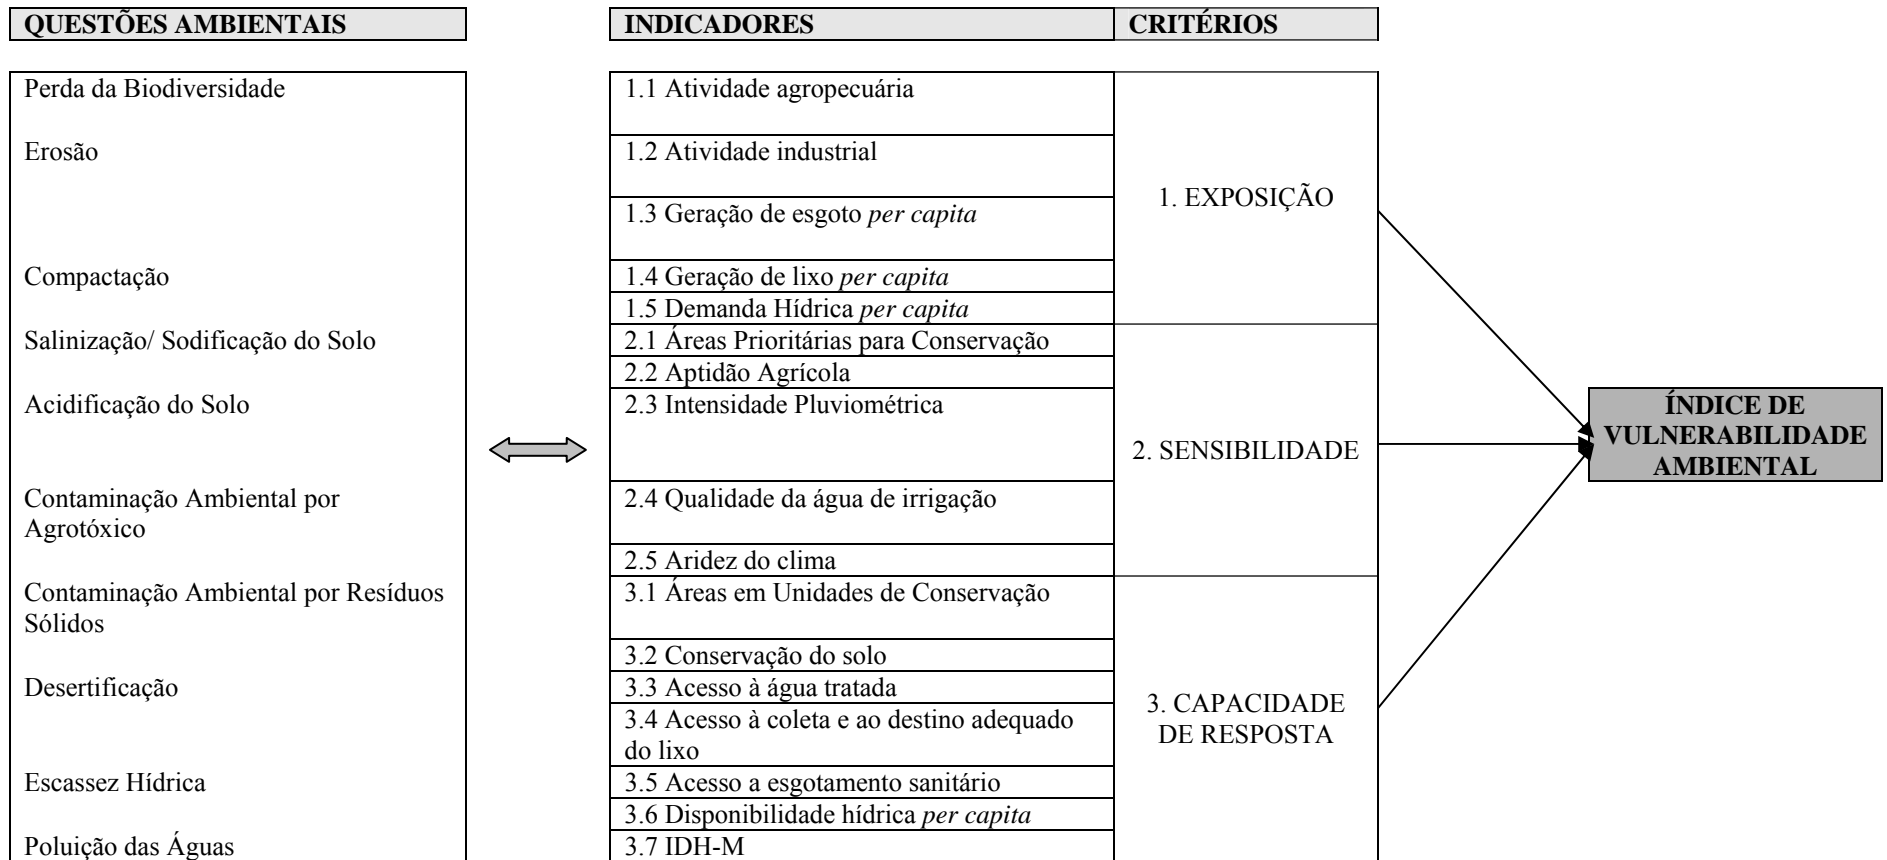 QUESTÕES AMBIENTAIS
Perda da Biodiversidade
Erosão
Compactação
Salinização/ Sodificação do Solo
Acidificação do Solo
Contaminação Ambiental por
Agrotóxico
Contaminação Ambiental por Resíduos
Sólidos
Desertificação
Escassez Hídrica
Poluição das Águas
INDICADORES
1.1 Atividade agropecuária
1.2 Atividade industrial
1.3 Geração de esgoto per capita
1.4 Geração de lixo per capita
1.5 Demanda Hídrica per capita
2.1 Áreas Prioritárias para Conservação
2.2 Aptidão Agrícola
2.3 Intensidade Pluviométrica
2.4 Qualidade da água de irrigação
2.5 Aridez do clima
3.1 Áreas em Unidades de Conservação
3.2 Conservação do solo
3.3 Acesso à água tratada
3.4 Acesso à coleta e ao destino adequado
do lixo
3.5 Acesso a esgotamento sanitário
3.6 Disponibilidade hídrica per capita
3.7 IDH-M
CRITÉRIOS
1. EXPOSIÇÃO
2. SENSIBILIDADE
3. CAPACIDADE
DE RESPOSTA
ÍNDICE DE
VULNERABILIDADE
AMBIENTAL